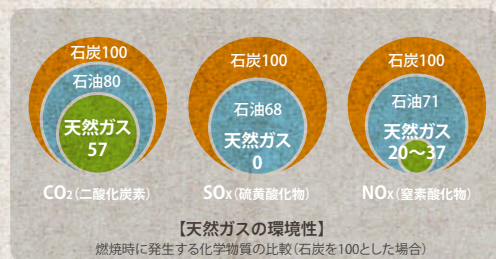 石炭100
石油80
天然ガス
57
CO2(二酸化炭素)
石炭100
石油68
天然ガス
0
SOX(硫黄酸化物)
石炭100
石油71
天然ガス
20〜37
NOX(窒素酸化物)
【天然ガスの環境性】
燃焼時に発生する化学物質の比較(石炭を100とした場合)